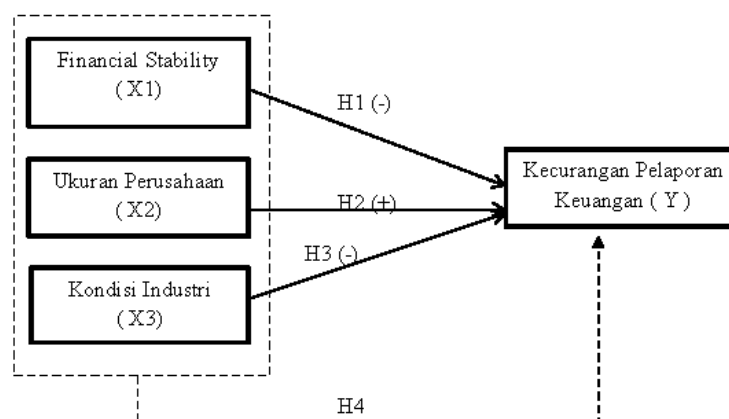 Financial Stability
( X1)
H1 (-)
Ukuran Perusahaan
(X2)
H2 (+)
Kecurangan Pelaporan
Keuangan ( Y )
H3 (-)
Kondisi Industri
( X3)
H4